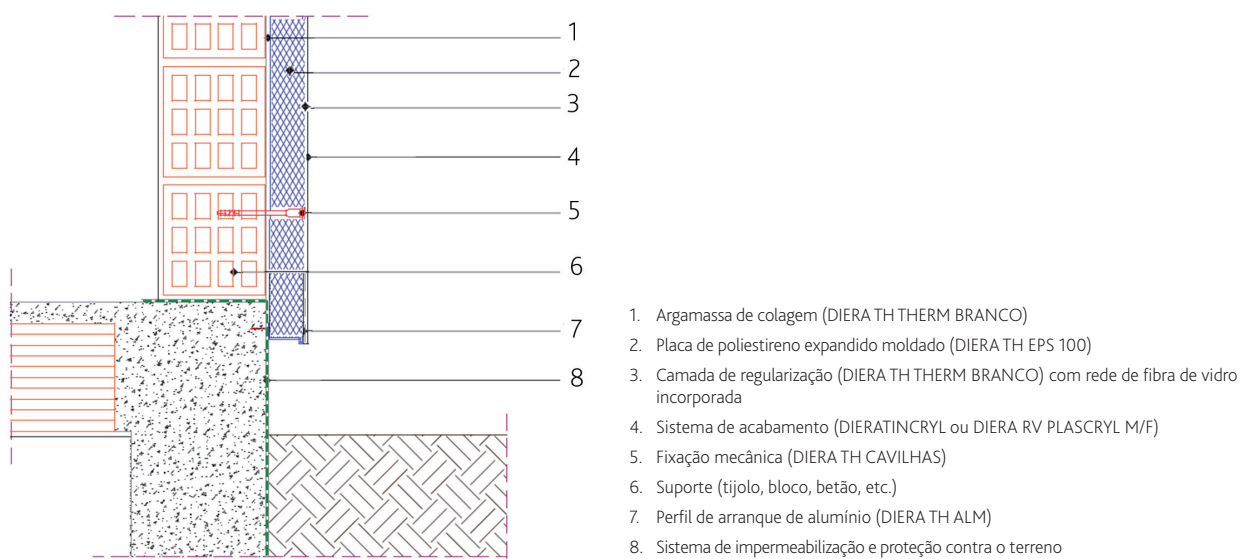 1
2
3
4
5
6
7
8
1. Argamassa de colagem (DIERA TH THERM BRANCO)
2. Placa de poliestireno expandido moldado (DIERA TH EPS 100)
3. Camada de regularização (DIERA TH THERM BRANCO) com rede de fibra de vidro
incorporada
4. Sistema de acabamento (DIERATINCRYL ou DIERA RV PLASCRYL M/F)
5. Fixação mecânica (DIERA TH CAVILHAS)
6. Suporte (tijolo, bloco, betão, etc.)
7. Perfil de arranque de alumínio (DIERA TH ALM)
8. Sistema de impermeabilização e proteção contra o terreno